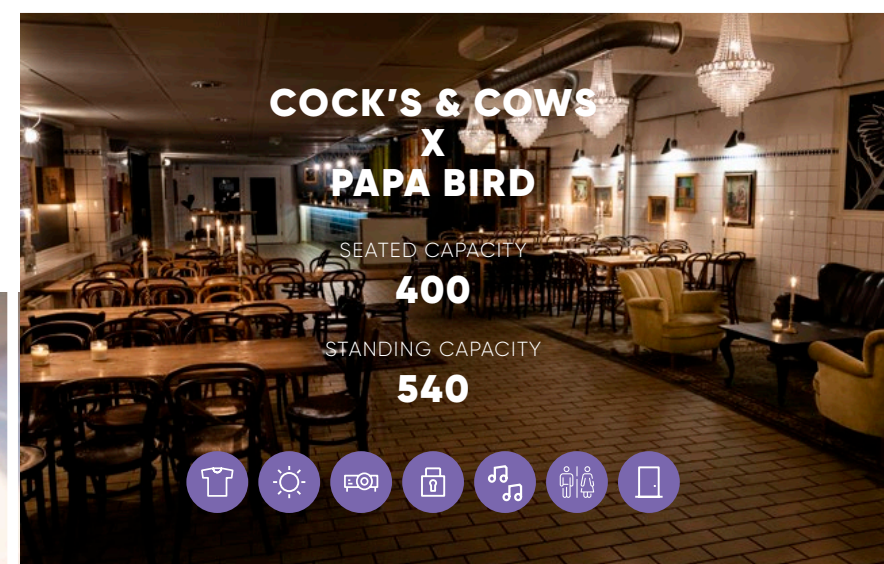 COCK'S & COWS
X
PAPA BIRD
SEATED CAPACITY
400
STANDING CAPACITY
540